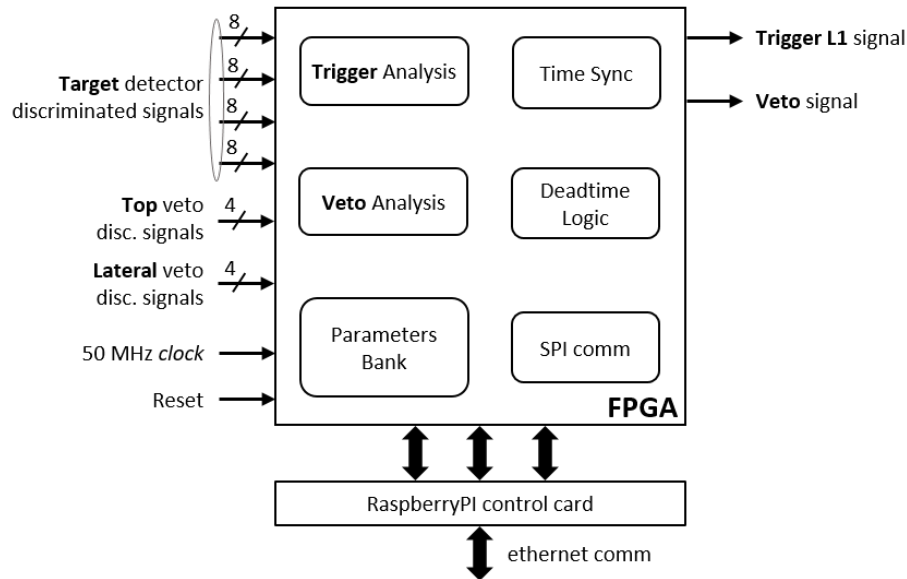 8
8
8
8
Target detector
discriminated signals
Top veto
disc. signals
4
Lateral veto
disc. signals
4
50 MHz clock
Reset
Trigger Analysis
Time Sync
Veto Analysis
Deadtime
Logic
Parameters
Bank
SPI comm
FPGA
Trigger L1 signal
Veto signal
RaspberryPI control card
ethernet comm